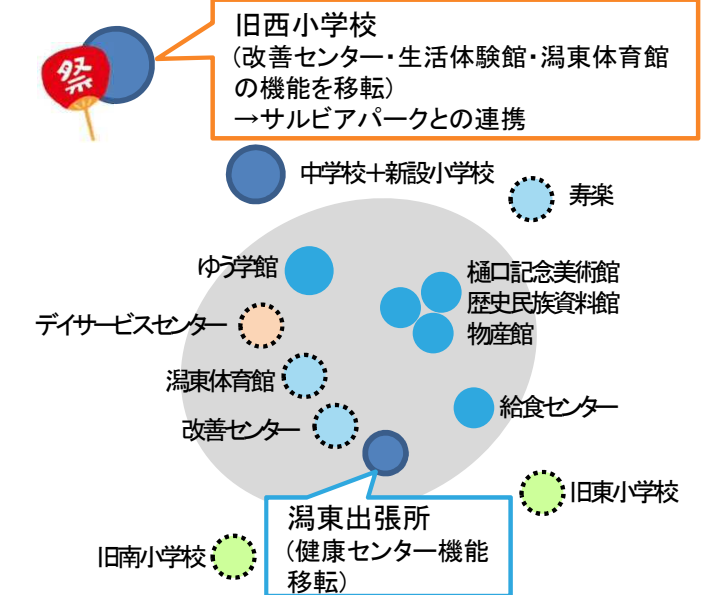 旧西小学校
(改善センター・生活体験館・潟東体育館
の機能を移転)
→サルビアパークとの連携
祭
中学校＋新設小学校
寿楽
ゆう学館
樋口記念美術館
歴史民族資料館
物産館
デイサービスセンター
潟東体育館
改善センター
給食センター
旧東小学校
潟東出張所
(健康センター機能
移転)
旧南小学校